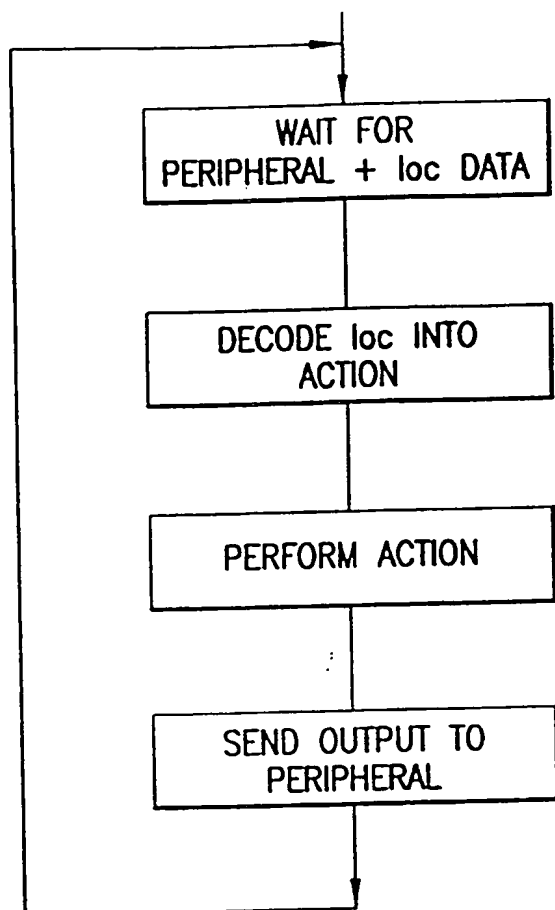 WAIT FOR
PERIPHERAL + loc DATA
DECODE loc INTO
ACTION
PERFORM ACTION
SEND OUTPUT TO
PERIPHERAL